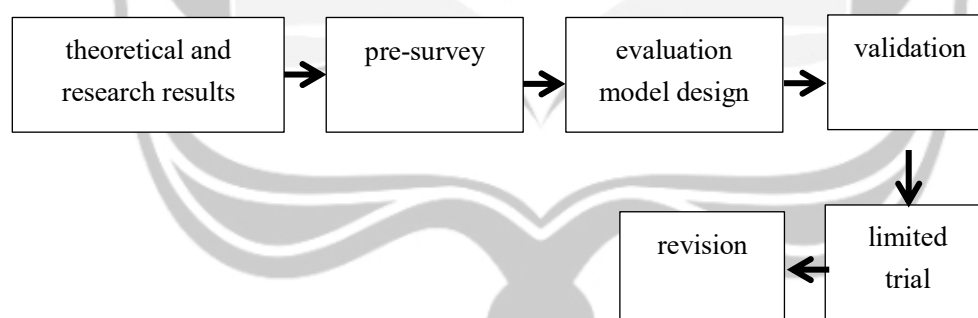 theoretical and
research results
pre-survey
evaluation
model design
validation
limited
trial
revision